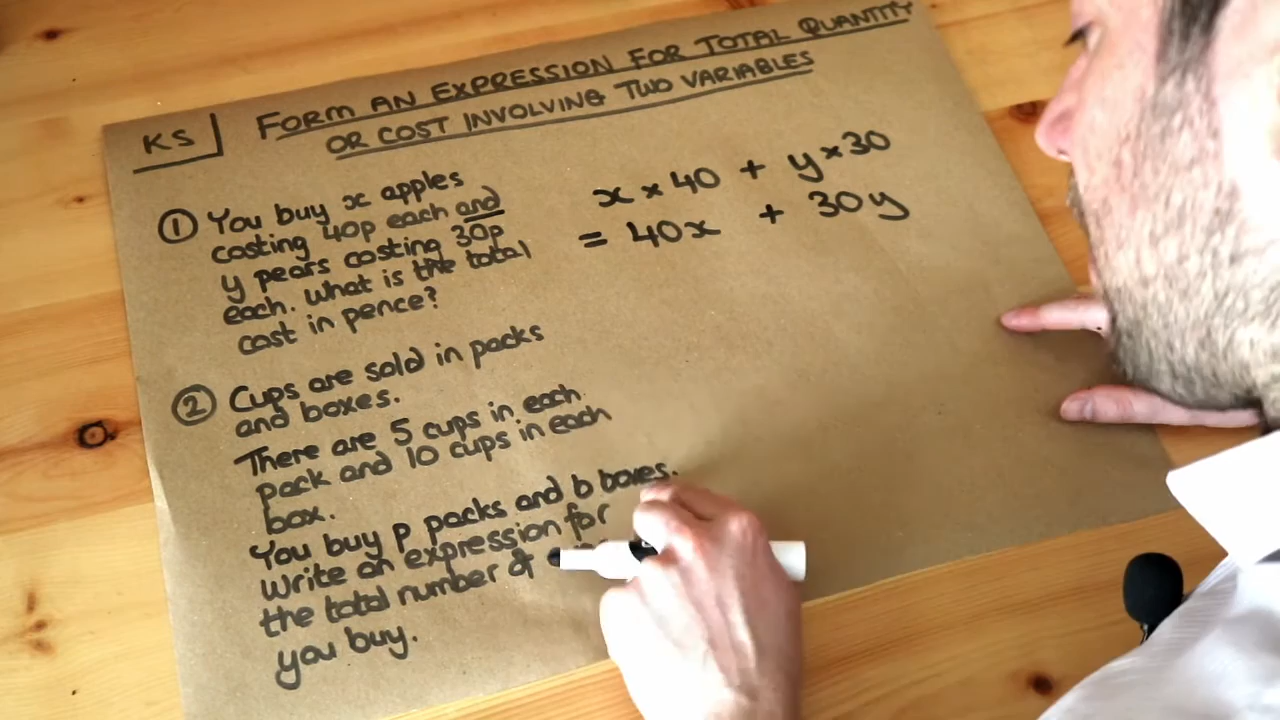 KS
FORM AN EXPRESSION FOR TOTAL QUANTITY
OR COST INVOLVING TWO VARIABLES
① You buy x apples
costing 40p each and
y pears costing 30p
each. What is the total
cost in pence?
x × 40 + y × 30
= 40x + 30y
② Cups are sold in packs
and boxes.
There are 5 cups in each
pack and 10 cups in each
box.
You buy p packs and b boxes.
Write an expression for
the total number of
you buy.